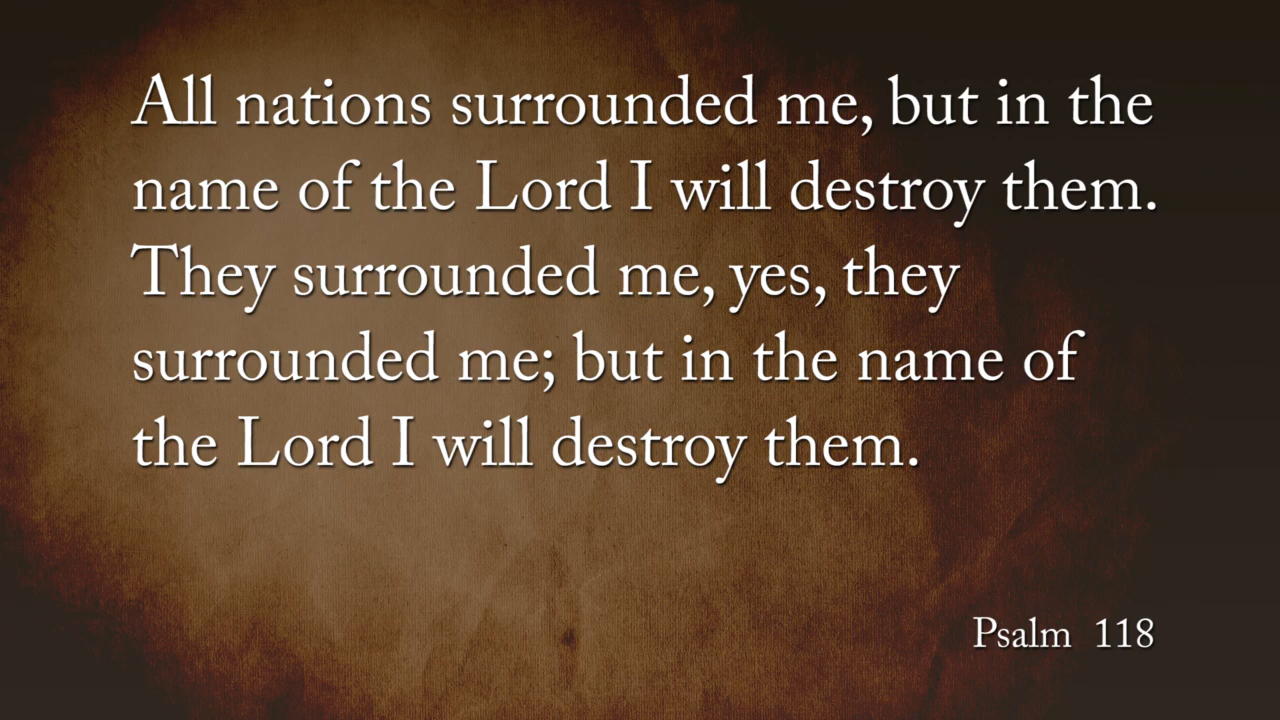 All nations surrounded me, but in the
name of the Lord I will destroy them.
They surrounded me, yes, they
surrounded me; but in the name of
the Lord I will destroy them.
Psalm 118